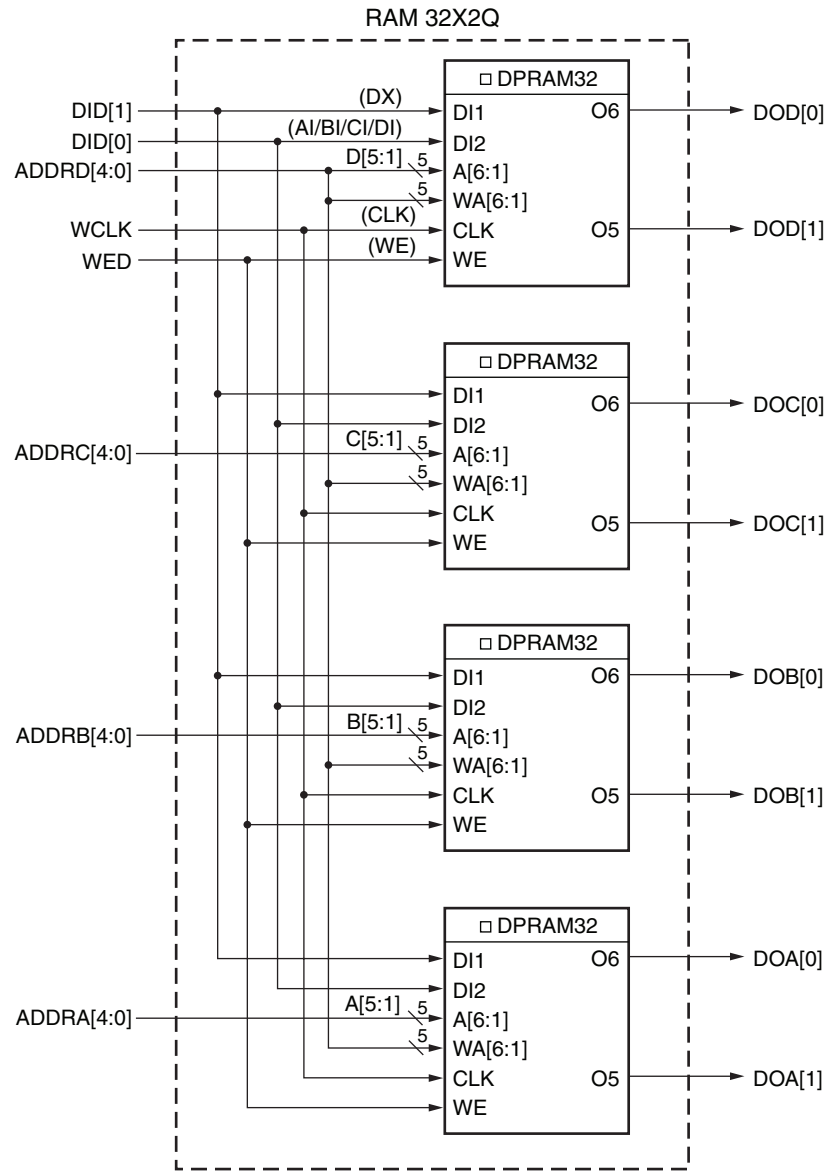 RAM 32X2Q
DPRAM32
DID[1] (DX) DI1 O6 DOD[0]
DID[0] (AI/BI/CI/DI) DI2
ADDRD[4:0] D[5:1] 5 A[6:1]
5 WA[6:1]
WCLK (CLK) CLK O5 DOD[1]
WED (WE) WE
DPRAM32
DI1 O6 DOC[0]
DI2
ADDRC[4:0] C[5:1] 5 A[6:1]
5 WA[6:1]
CLK O5 DOC[1]
WE
DPRAM32
DI1 O6 DOB[0]
DI2
ADDRB[4:0] B[5:1] 5 A[6:1]
5 WA[6:1]
CLK O5 DOB[1]
WE
DPRAM32
DI1 O6 DOA[0]
DI2
ADDRA[4:0] A[5:1] 5 A[6:1]
5 WA[6:1]
CLK O5 DOA[1]
WE